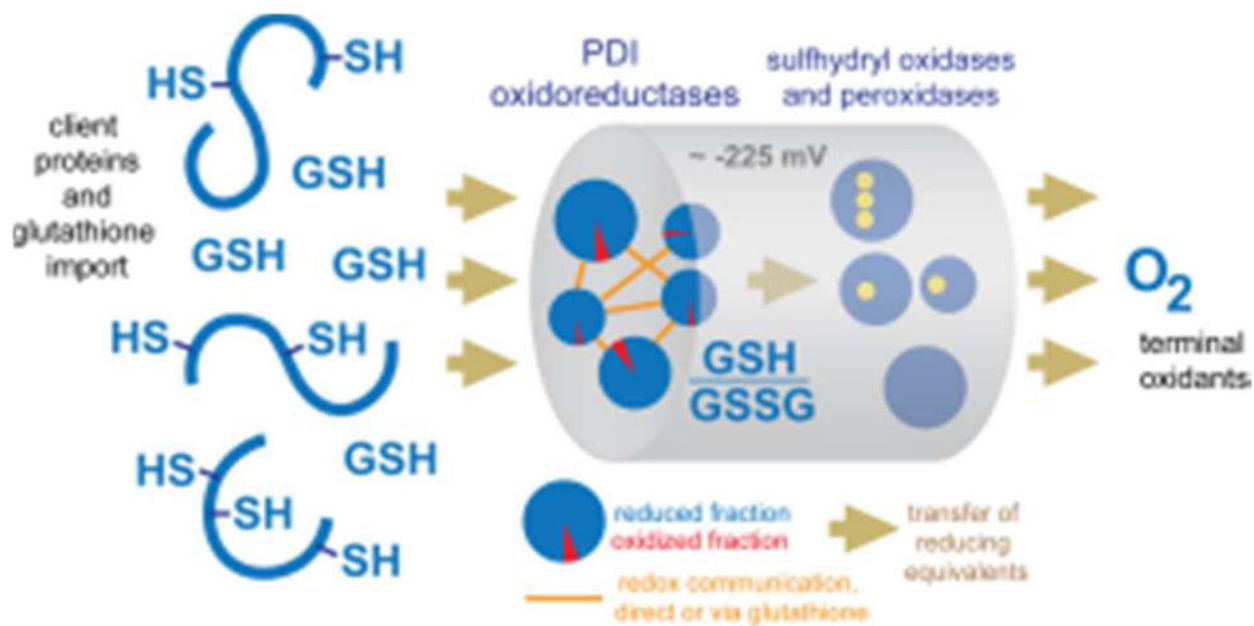 HS
SH
client
proteins
and
glutathione
import
GSH
GSH
GSH
HS
SH
HS
SH
SH
GSH
PDI
oxidoreductases
sulfhydryl oxidases
and peroxidases
~ -225 mV
GSH
GSSG
O2
terminal
oxidants
reduced fraction
oxidized fraction
redox communication,
direct or via glutathione
transfer of
reducing
equivalents